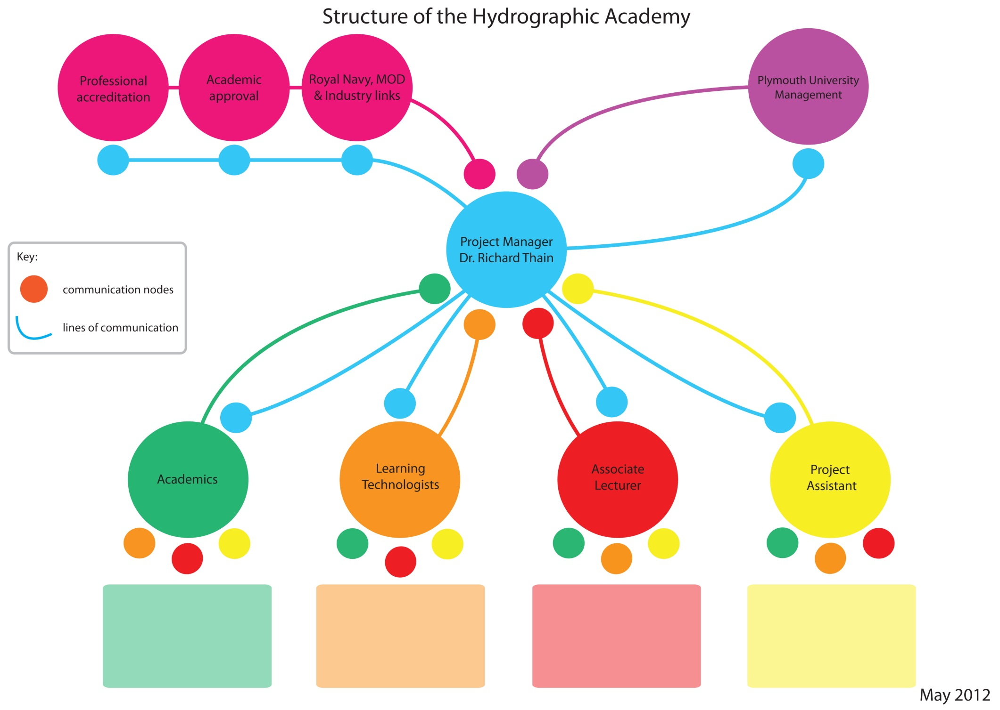 Structure of the Hydrographic Academy
Professional
accreditation
Academic
approval
Royal Navy, MOD
& Industry links
Plymouth University
Management
Project Manager
Dr. Richard Thain
Key:
communication nodes
lines of communication
Academics
Learning
Technologists
Associate
Lecturer
Project
Assistant
May 2012